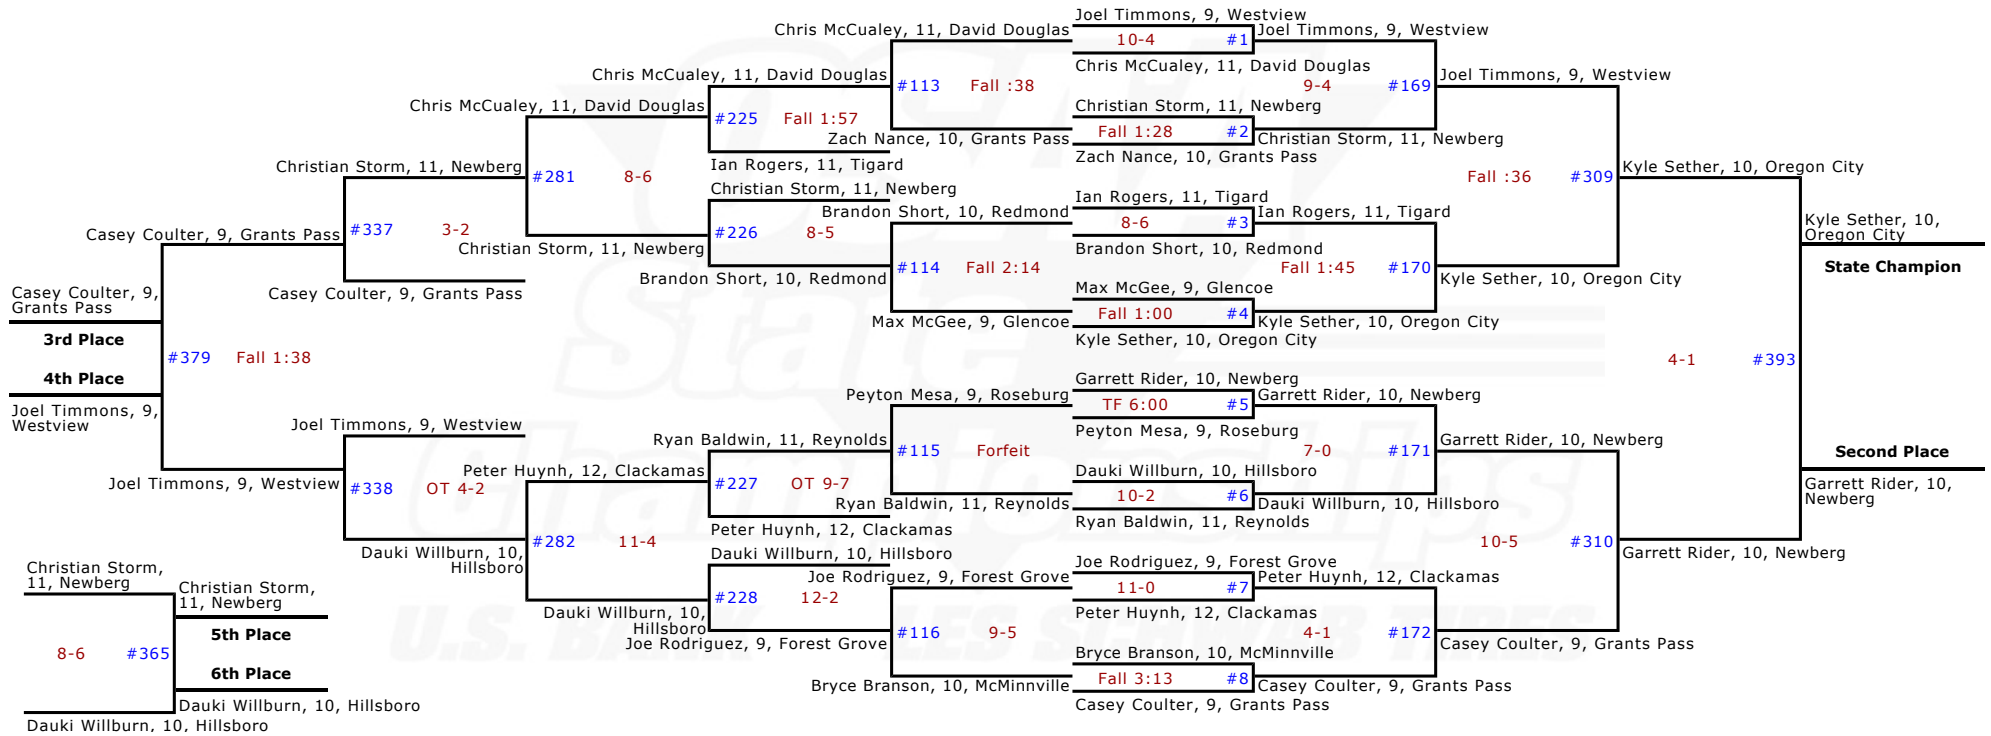 Joel Timmons, 9, Westview
Chris McCualey, 11, David Douglas
10-4 #1 Joel Timmons, 9, Westview
Chris McCualey, 11, David Douglas
Chris McCualey, 11, David Douglas
#113 Fall :38
9-4 #169
Joel Timmons, 9, Westview
Chris McCualey, 11, David Douglas
Christian Storm, 11, Newberg
#225 Fall 1:57
Fall 1:28 #2
Zach Nance, 10, Grants Pass
Christian Storm, 11, Newberg
Zach Nance, 10, Grants Pass
Ian Rogers, 11, Tigard
Christian Storm, 11, Newberg
#281 8-6
Fall :36 #309
Kyle Sether, 10, Oregon City
Christian Storm, 11, Newberg
Ian Rogers, 11, Tigard
Brandon Short, 10, Redmond
8-6 #3
Ian Rogers, 11, Tigard
Kyle Sether, 10,
Oregon City
Casey Coulter, 9, Grants Pass
#337 3-2
#226 8-5
Christian Storm, 11, Newberg
Brandon Short, 10, Redmond
State Champion
#114 Fall 2:14
Fall 1:45 #170
Brandon Short, 10, Redmond
Kyle Sether, 10, Oregon City
Casey Coulter, 9, Grants Pass
Max McGee, 9, Glencoe
Casey Coulter, 9,
Grants Pass
Fall 1:00 #4
Max McGee, 9, Glencoe
Kyle Sether, 10, Oregon City
3rd Place
Kyle Sether, 10, Oregon City
#379 Fall 1:38
4-1 #393
4th Place
Garrett Rider, 10, Newberg
Peyton Mesa, 9, Roseburg
TF 6:00 #5
Garrett Rider, 10, Newberg
Joel Timmons, 9,
Westview
Joel Timmons, 9, Westview
Peyton Mesa, 9, Roseburg
Ryan Baldwin, 11, Reynolds
#115 Forfeit
7-0 #171
Garrett Rider, 10, Newberg
Second Place
Peter Huynh, 12, Clackamas
Dauki Willburn, 10, Hillsboro
Joel Timmons, 9, Westview
#338 OT 4-2
#227 OT 9-7
10-2 #6
Garrett Rider, 10,
Newberg
Ryan Baldwin, 11, Reynolds
Dauki Willburn, 10, Hillsboro
Ryan Baldwin, 11, Reynolds
Peter Huynh, 12, Clackamas
#282 11-4
10-5 #310
Dauki Willburn, 10,
Hillsboro
Dauki Willburn, 10, Hillsboro
Garrett Rider, 10, Newberg
Joe Rodriguez, 9, Forest Grove
Christian Storm,
11, Newberg
Joe Rodriguez, 9, Forest Grove
Peter Huynh, 12, Clackamas
Christian Storm,
11, Newberg
11-0 #7
#228 12-2
Dauki Willburn, 10,
Hillsboro
Peter Huynh, 12, Clackamas
5th Place
#116 9-5
4-1 #172
Joe Rodriguez, 9, Forest Grove
Casey Coulter, 9, Grants Pass
8-6 #365
Bryce Branson, 10, McMinnville
6th Place
Fall 3:13 #8
Bryce Branson, 10, McMinnville
Casey Coulter, 9, Grants Pass
Dauki Willburn, 10, Hillsboro
Casey Coulter, 9, Grants Pass
Dauki Willburn, 10, Hillsboro
OSAA
State
Championships
U.S. BANK LES SCHWAB TIRES